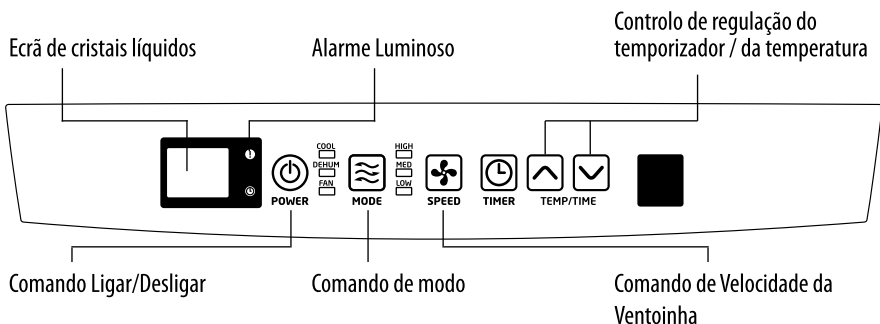 Ecrã de cristais líquidos
Alarme Luminoso
Controlo de regulação do
temporizador / da temperatura
COOL
DEHUM
FAN
HIGH
MED
LOW
POWER
MODE
SPEED
TIMER
TEMP/TIME
Comando Ligar/Desligar
Comando de modo
Comando de Velocidade da
Ventoinha